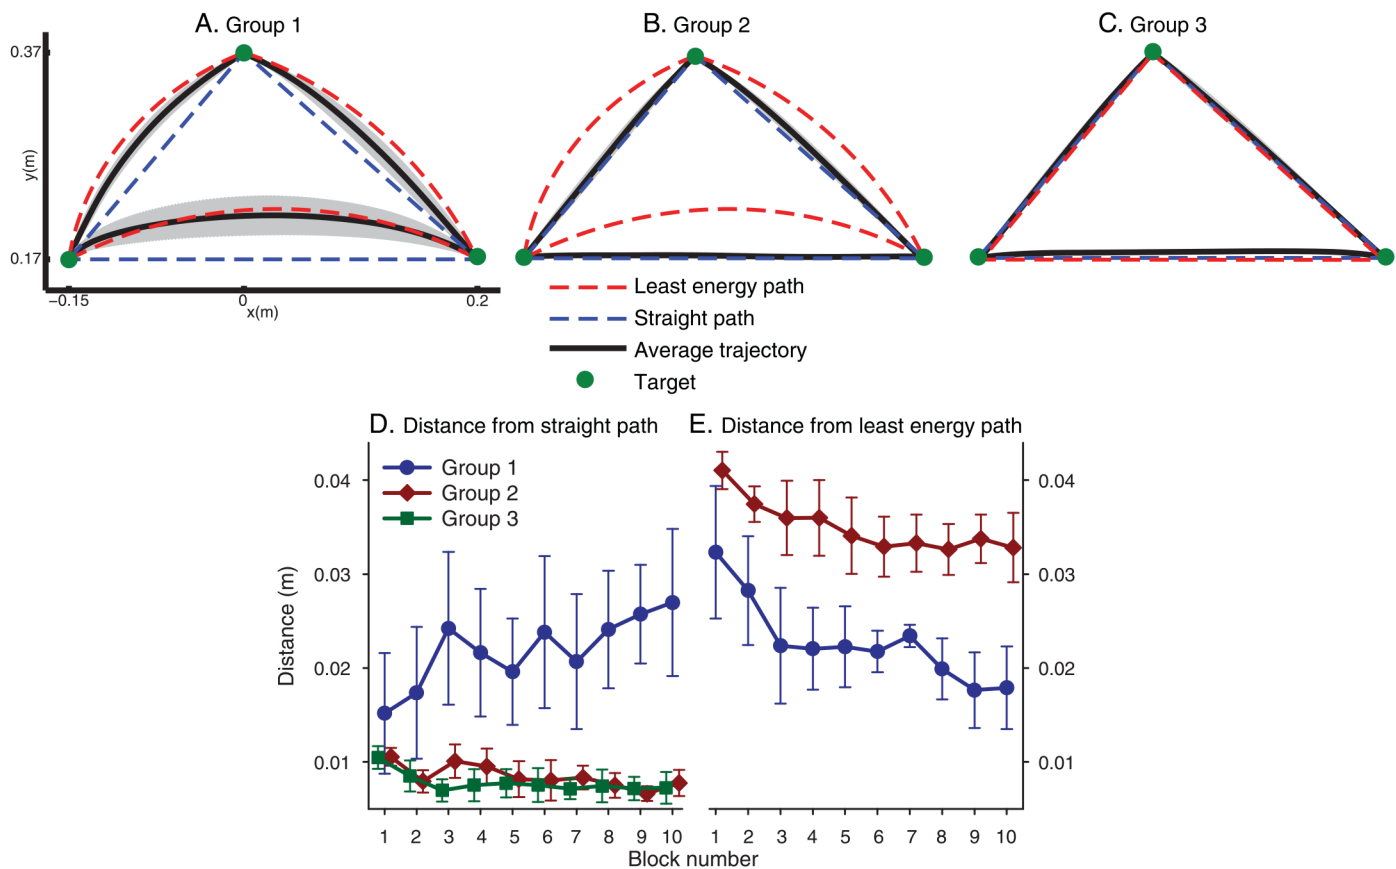 A. Group 1
B. Group 2
C. Group 3
0.37
y(m)
0.17
−0.15
0
0.2
x(m)
Least energy path
Straight path
Average trajectory
Target
D. Distance from straight path
E. Distance from least energy path
Group 1
Group 2
Group 3
0.04
0.03
0.02
0.01
Distance (m)
0.04
0.03
0.02
0.01
1 2 3 4 5 6 7 8 9 10
1 2 3 4 5 6 7 8 9 10
Block number